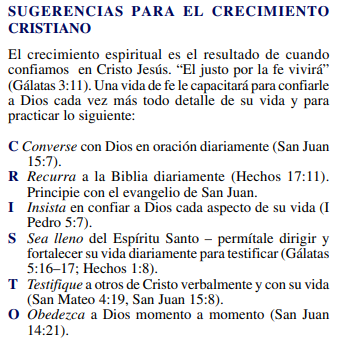 SUGERENCIAS PARA EL CRECIMIENTO
CRISTIANO
El crecimiento espiritual es el resultado de cuando
confiamos en Cristo Jesús. “El justo por la fe vivirá”
(Gálatas 3:11). Una vida de fe le capacitará para confiarle
a Dios cada vez más todo detalle de su vida y para
practicar lo siguiente:
C Converse con Dios en oración diariamente (San Juan
15:7).
R Recurra a la Biblia diariamente (Hechos 17:11).
Principie con el evangelio de San Juan.
I Insista en confiar a Dios cada aspecto de su vida (I
Pedro 5:7).
S Sea lleno del Espíritu Santo – permítale dirigir y
fortalecer su vida diariamente para testificar (Gálatas
5:16–17; Hechos 1:8).
T Testifique a otros de Cristo verbalmente y con su vida
(San Mateo 4:19, San Juan 15:8).
O Obedezca a Dios momento a momento (San Juan
14:21).